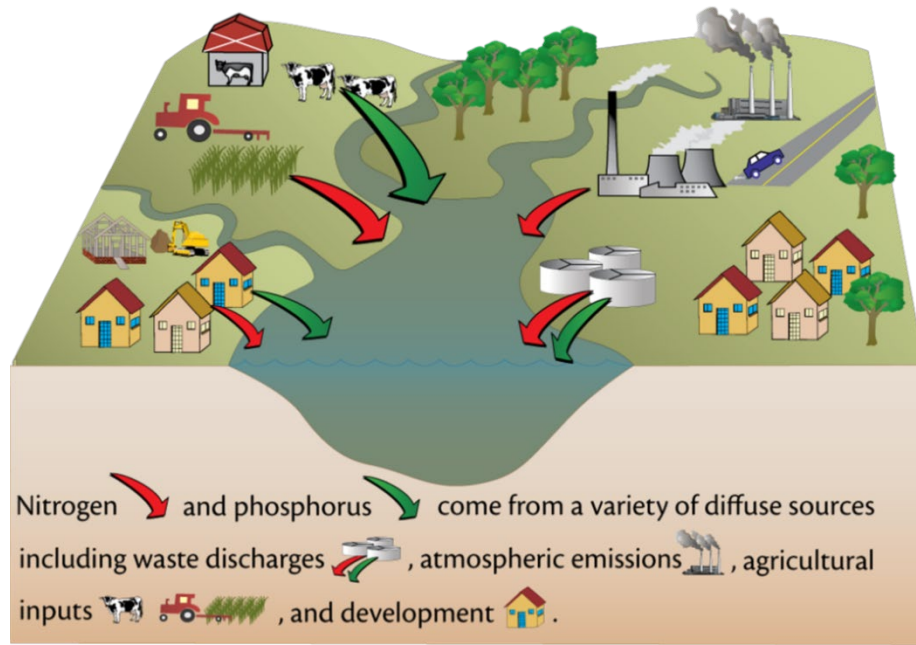 Nitrogen and phosphorus come from a variety of diffuse sources
including waste discharges , atmospheric emissions , agricultural
inputs , and development .